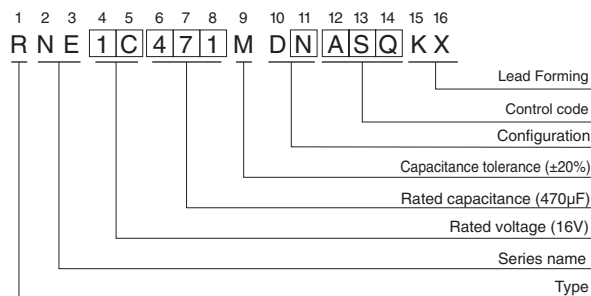 1 2 3 4 5 6 7 8 9 10 11 12 13 14 15 16
R N E 1 C 4 7 1 M D N A S Q K X
Lead Forming
Control code
Configuration
Capacitance tolerance (±20%)
Rated capacitance (470µF)
Rated voltage (16V)
Series name
Type